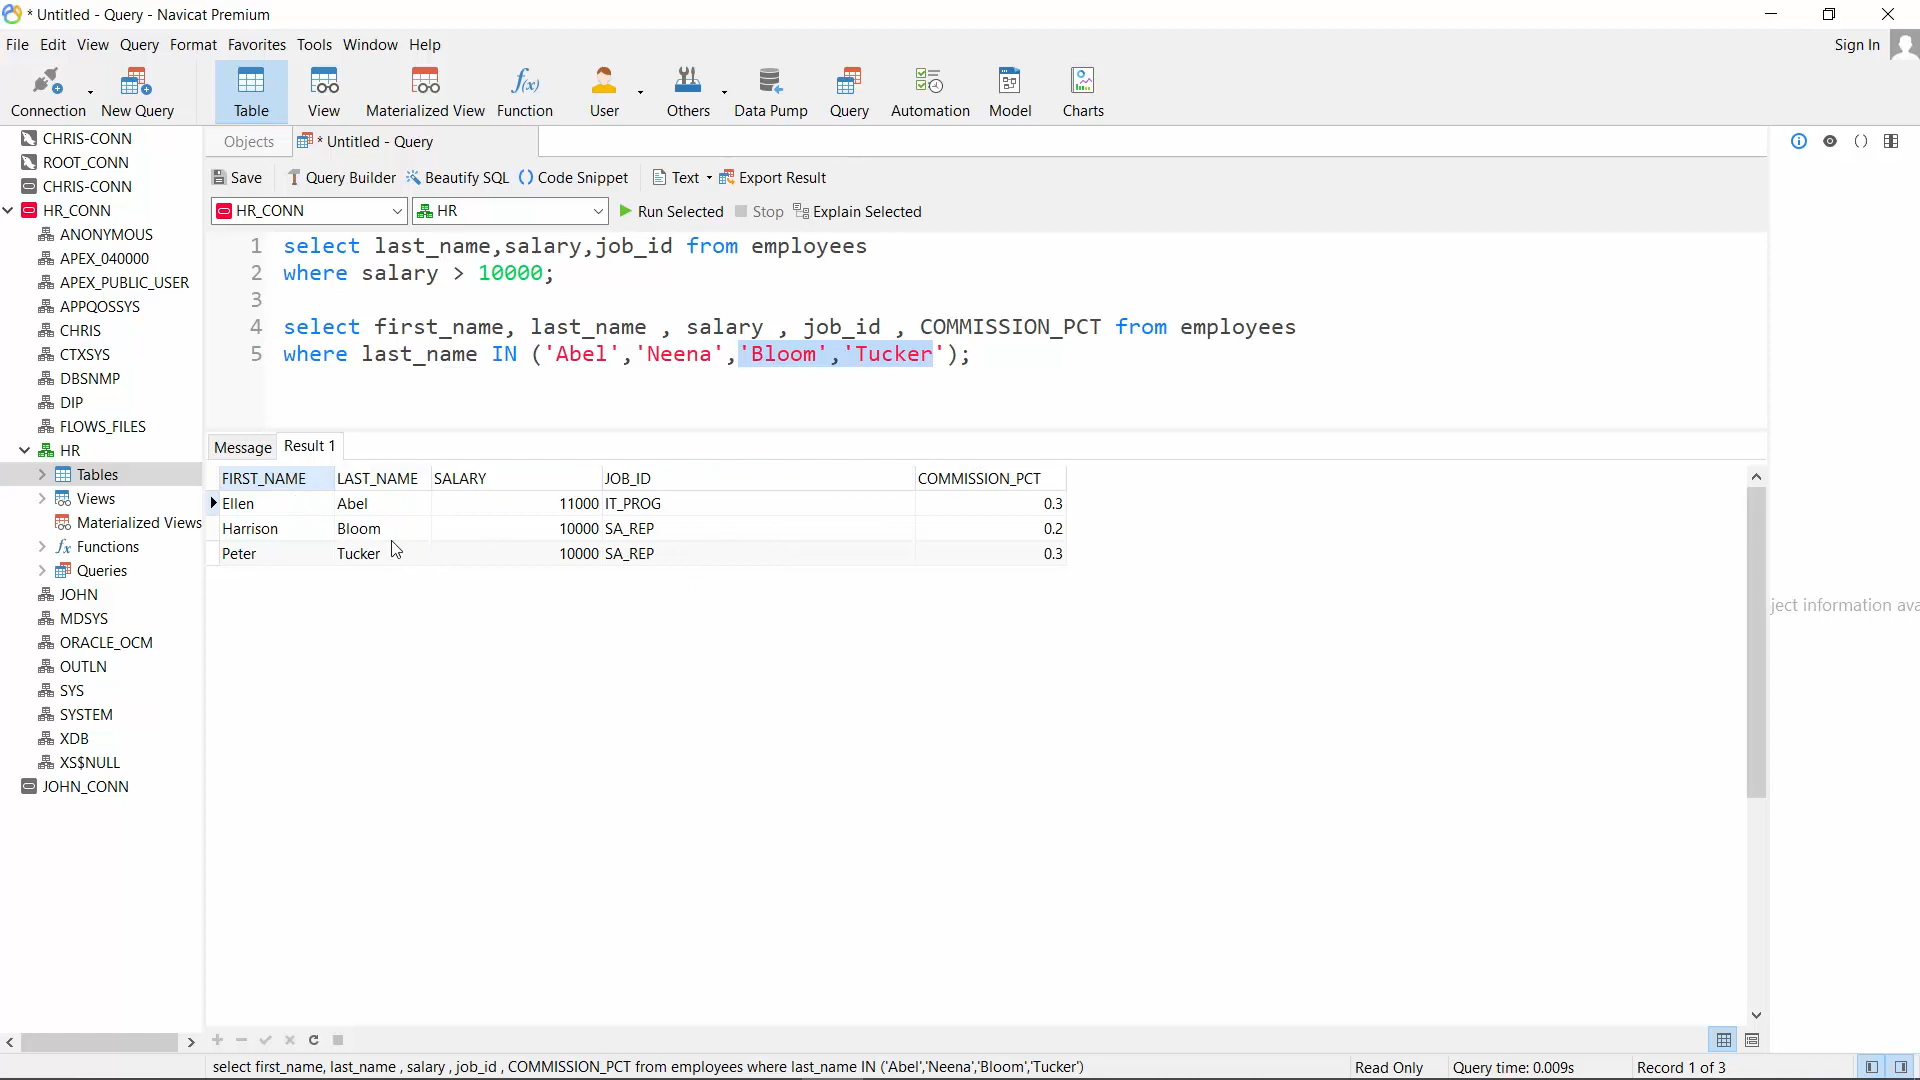 * Untitled - Query - Navicat Premium
File Edit View Query Format Favorites Tools Window Help
Sign In
Connection New Query Table View Materialized View Function User Others Data Pump Query Automation Model Charts
CHRIS-CONN
ROOT_CONN
CHRIS-CONN
HR_CONN
ANONYMOUS
APEX_040000
APEX_PUBLIC_USER
APPQOSSYS
CHRIS
CTXSYS
DBSNMP
DIP
FLOWS_FILES
HR
Tables
Views
Materialized Views
Functions
Queries
JOHN
MDSYS
ORACLE_OCM
OUTLN
SYS
SYSTEM
XDB
XS$NULL
JOHN_CONN
Objects * Untitled - Query
Save Query Builder Beautify SQL () Code Snippet Text Export Result
HR_CONN HR Run Selected Stop Explain Selected
1 select last_name,salary,job_id from employees
2 where salary > 10000;
3
4 select first_name, last_name , salary , job_id , COMMISSION_PCT from employees
5 where last_name IN ('Abel','Neena','Bloom','Tucker');
Message Result 1
FIRST_NAME LAST_NAME SALARY JOB_ID COMMISSION_PCT
Ellen Abel 11000 IT_PROG 0.3
Harrison Bloom 10000 SA_REP 0.2
Peter Tucker 10000 SA_REP 0.3
ject information ava
select first_name, last_name , salary , job_id , COMMISSION_PCT from employees where last_name IN ('Abel','Neena','Bloom','Tucker')
Read Only
Query time: 0.009s
Record 1 of 3